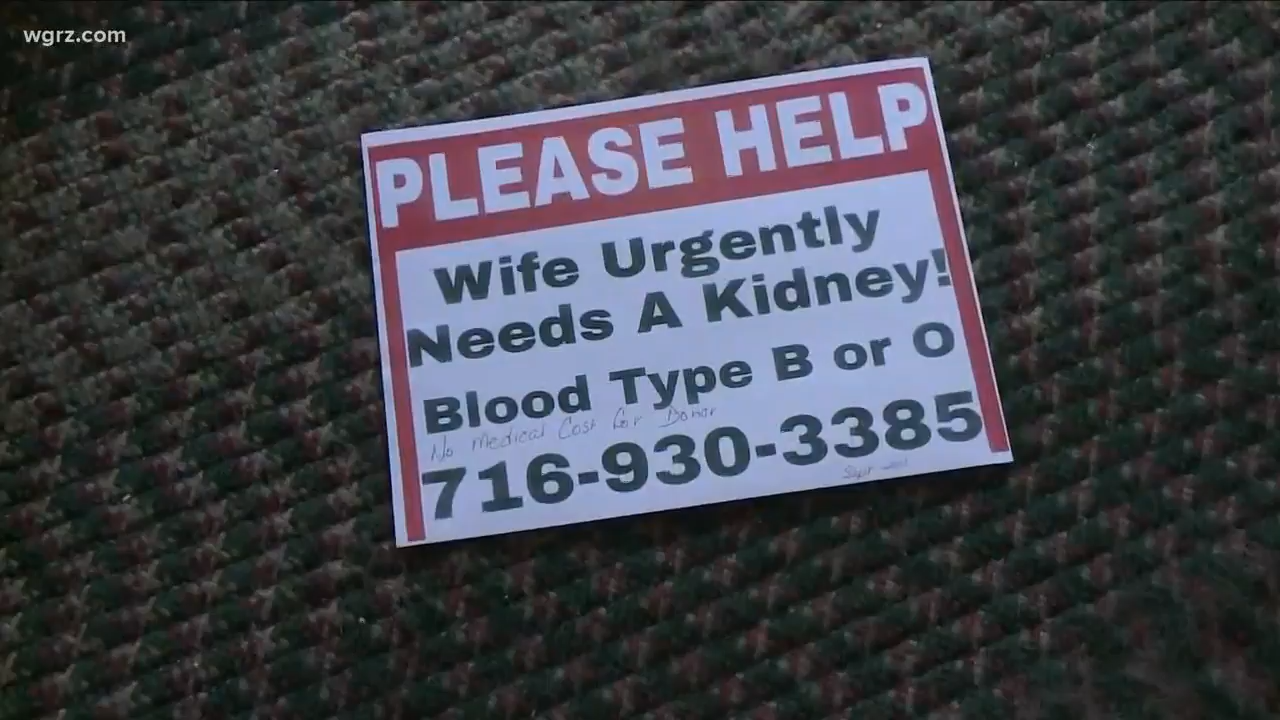 wgrz.com
PLEASE HELP
Wife Urgently
Needs A Kidney!
Blood Type B or O
No Medical Cost for Donor
716-930-3385